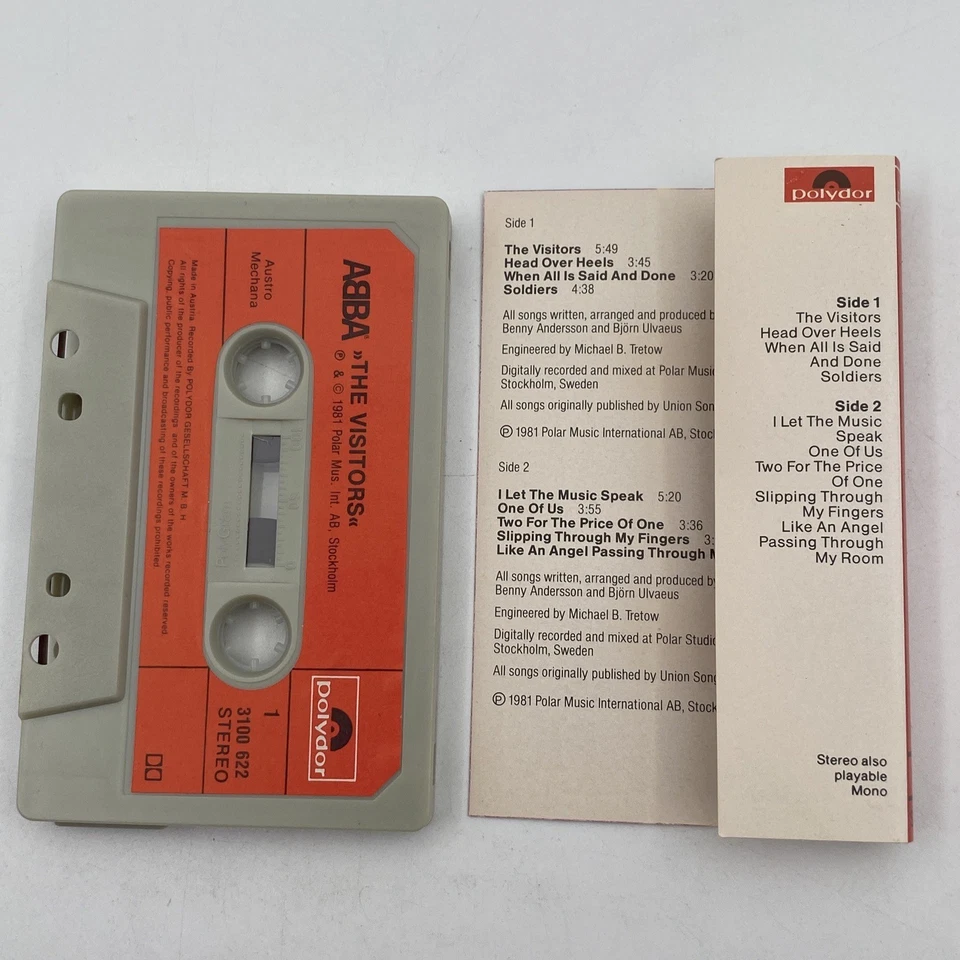 ABBA »THE VISITORS«
℗ & © 1981 Polar Mus. Int. AB, Stockholm
Austro
Mechana
Made in Austria. Recorded By POLYDOR GESELLSCHAFT M. B. H
All rights of the producer of the recordings and of the owners of the works recorded reserved.
Copying, public performance and broadcasting of these recordings prohibited.
polydor
1
3100 622
STEREO
Side 1
The Visitors 5:49
Head Over Heels 3:45
When All Is Said And Done 3:20
Soldiers 4:38
All songs written, arranged and produced b
Benny Andersson and Björn Ulvaeus
Engineered by Michael B. Tretow
Digitally recorded and mixed at Polar Music
Stockholm, Sweden
All songs originally published by Union Son
℗ 1981 Polar Music International AB, Stoc
Side 2
I Let The Music Speak 5:20
One Of Us 3:55
Two For The Price Of One 3:36
Slipping Through My Fingers 3:
Like An Angel Passing Through M
All songs written, arranged and produced by
Benny Andersson and Björn Ulvaeus
Engineered by Michael B. Tretow
Digitally recorded and mixed at Polar Studio
Stockholm, Sweden
All songs originally published by Union Song
℗ 1981 Polar Music International AB, Stock
polydor
Side 1
The Visitors
Head Over Heels
When All Is Said
And Done
Soldiers
Side 2
I Let The Music
Speak
One Of Us
Two For The Price
Of One
Slipping Through
My Fingers
Like An Angel
Passing Through
My Room
Stereo also
playable
Mono